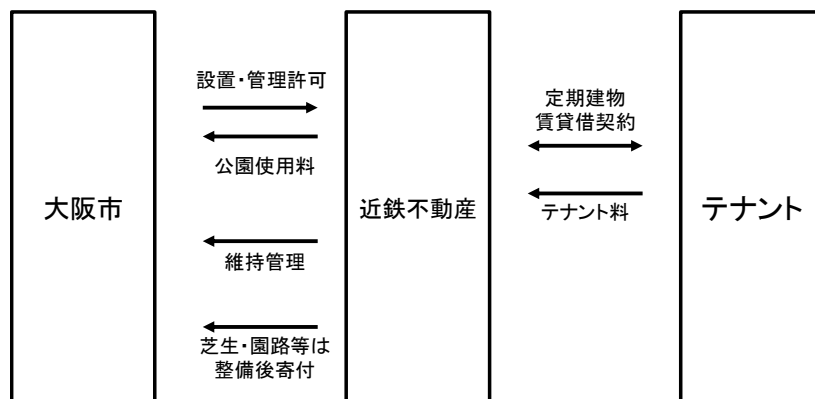 大阪市
設置・管理許可
公園使用料
維持管理
芝生・園路等は
整備後寄付
近鉄不動産
定期建物
賃貸借契約
テナント料
テナント